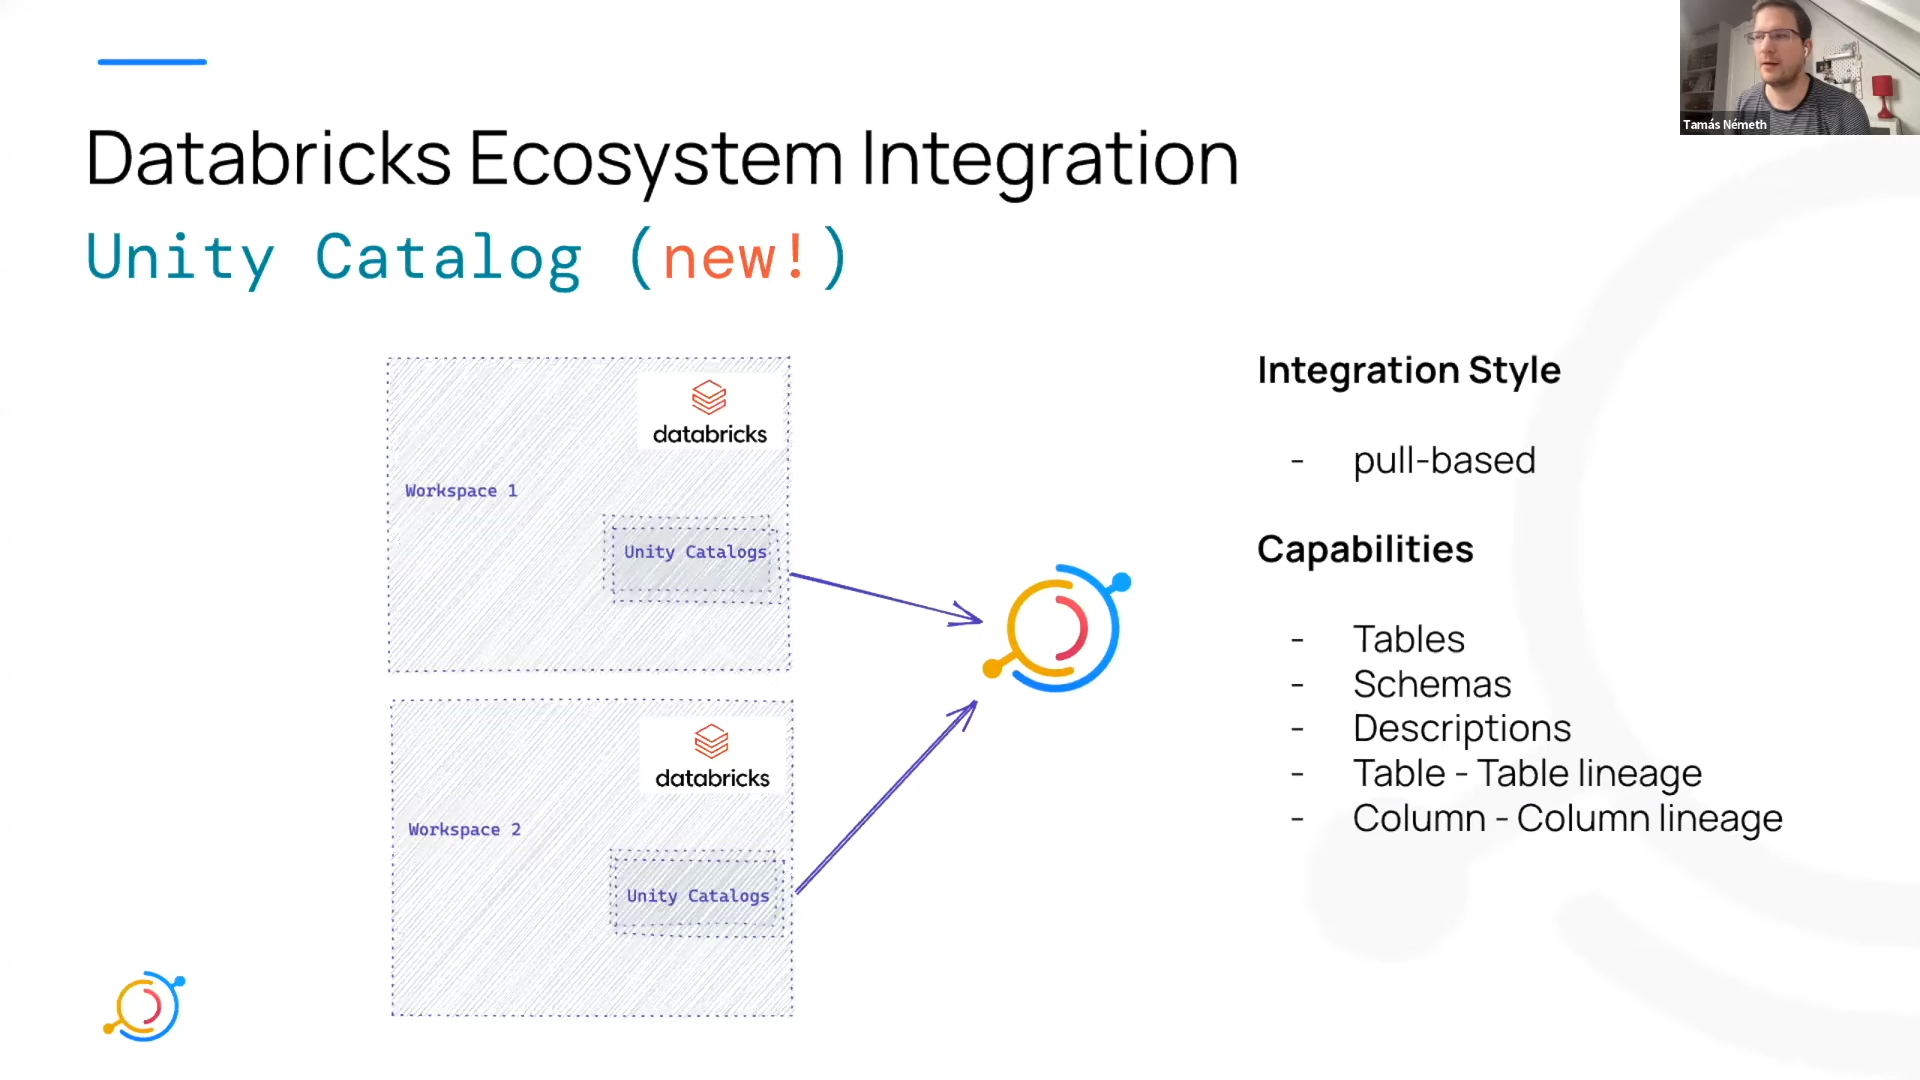 Tamás Németh
Databricks Ecosystem Integration
Unity Catalog (new!)
databricks
Workspace 1
Unity Catalogs
databricks
Workspace 2
Unity Catalogs
Integration Style
- pull-based
Capabilities
- Tables
- Schemas
- Descriptions
- Table - Table lineage
- Column - Column lineage